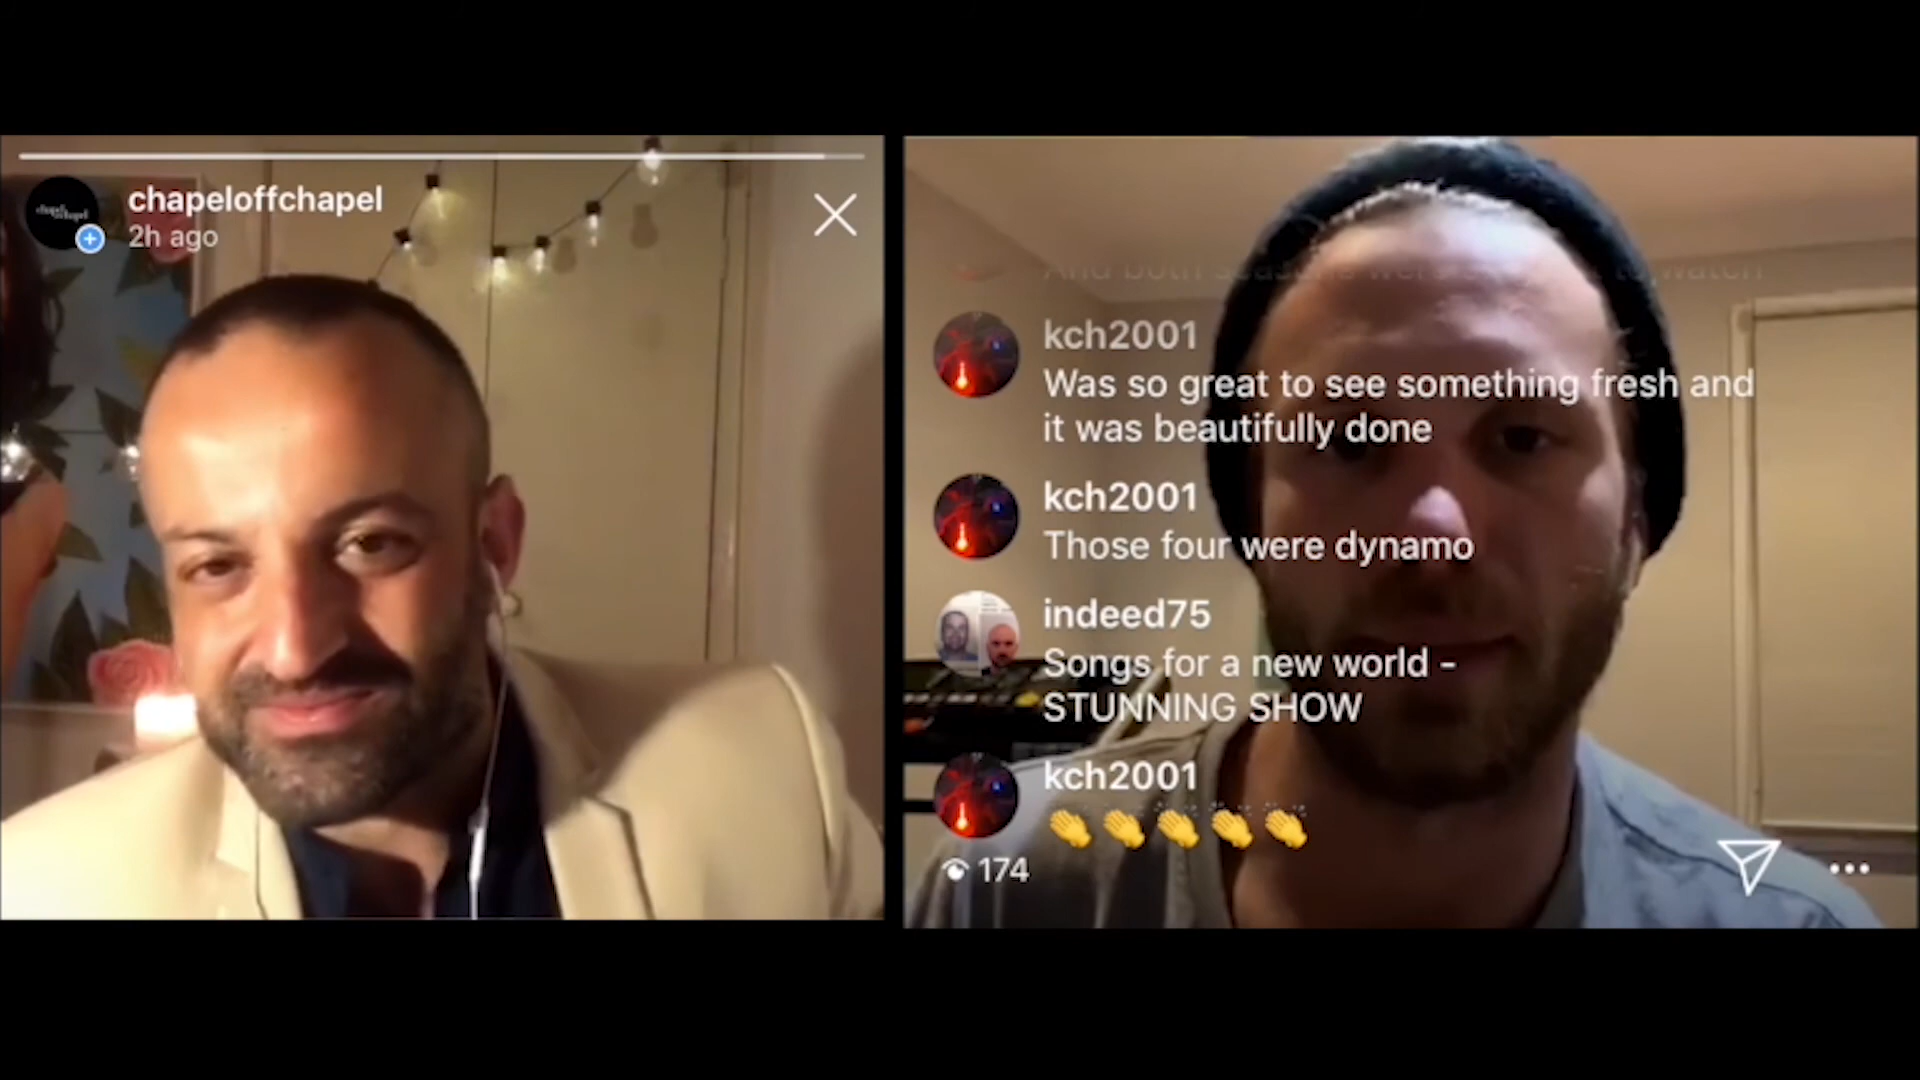 chapeloffchapel
2h ago
kch2001
Was so great to see something fresh and
it was beautifully done
kch2001
Those four were dynamo
indeed75
Songs for a new world -
STUNNING SHOW
kch2001
👏👏👏👏👏
174